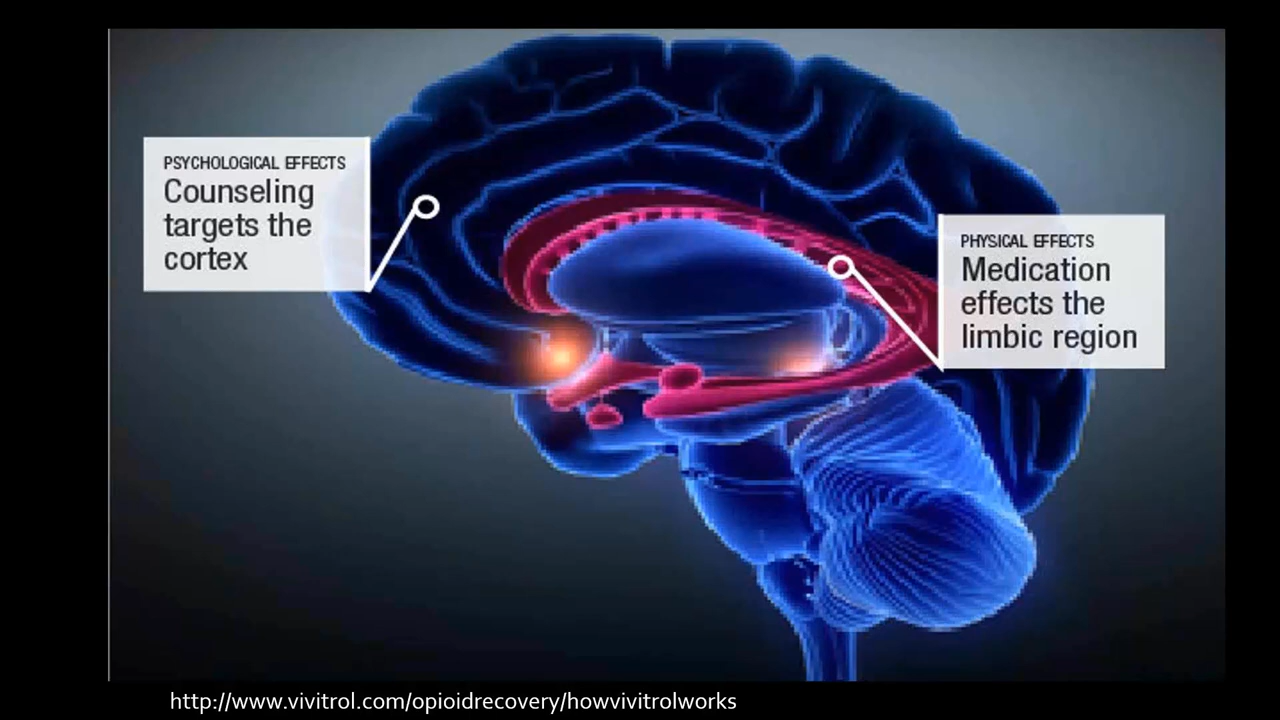 PSYCHOLOGICAL EFFECTS
Counseling
targets the
cortex
PHYSICAL EFFECTS
Medication
effects the
limbic region
http://www.vivitrol.com/opioidrecovery/howvivitrolworks